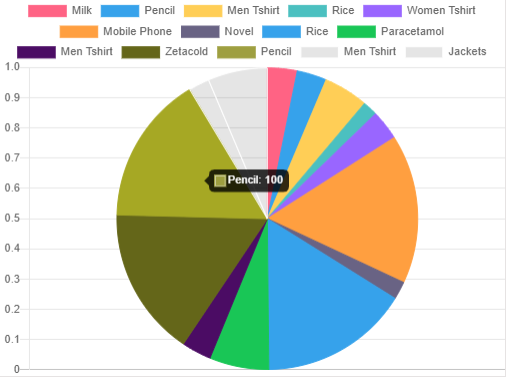 Milk Pencil Men Tshirt Rice Women Tshirt
Mobile Phone Novel Rice Paracetamol
Men Tshirt Zetacold Pencil Men Tshirt Jackets
1.0
0.9
0.8
0.7
0.6
Pencil: 100
0.5
0.4
0.3
0.2
0.1
0